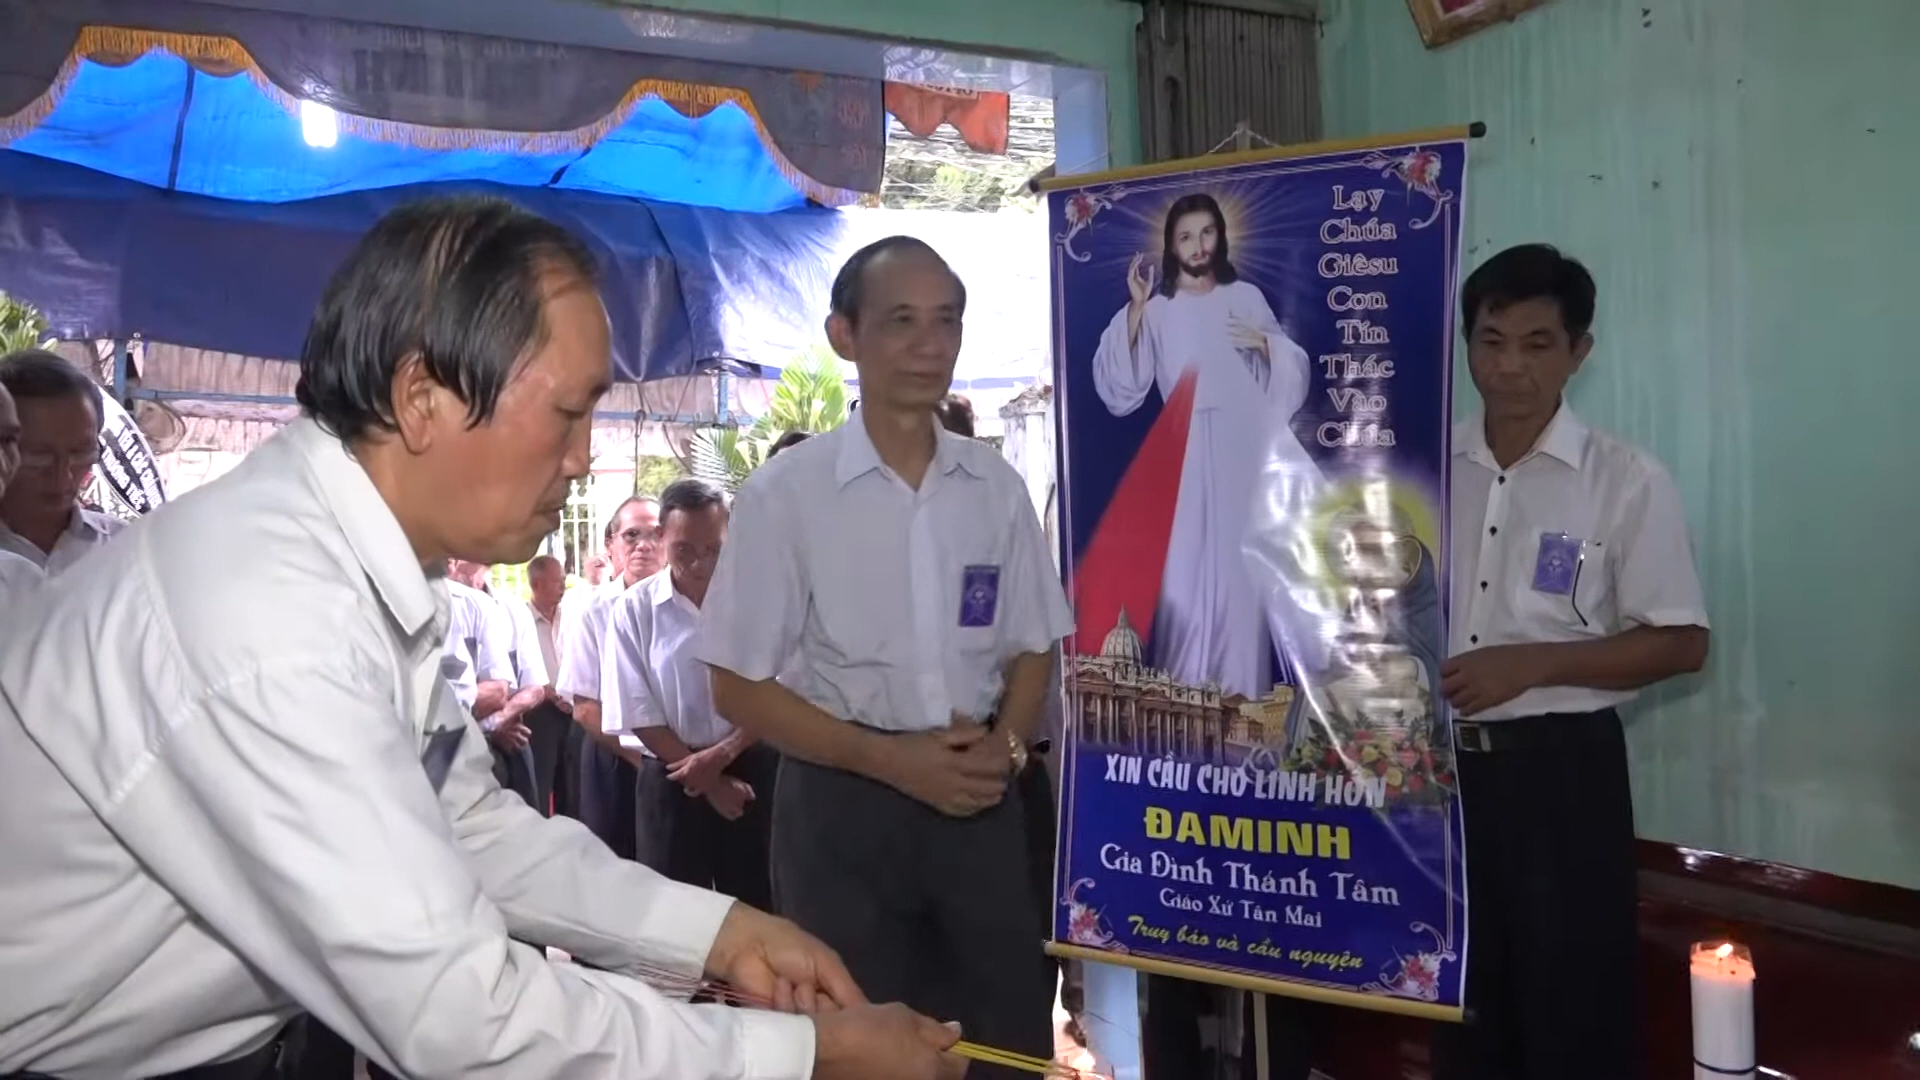 Lạy
Chúa
Giêsu
Con
Tín
Thác
Vào
Chúa
XIN CẦU CHO LINH HỒN
ĐAMINH
Gia Đình Thánh Tâm
Giáo Xứ Tân Mai
Truy báo và cầu nguyện